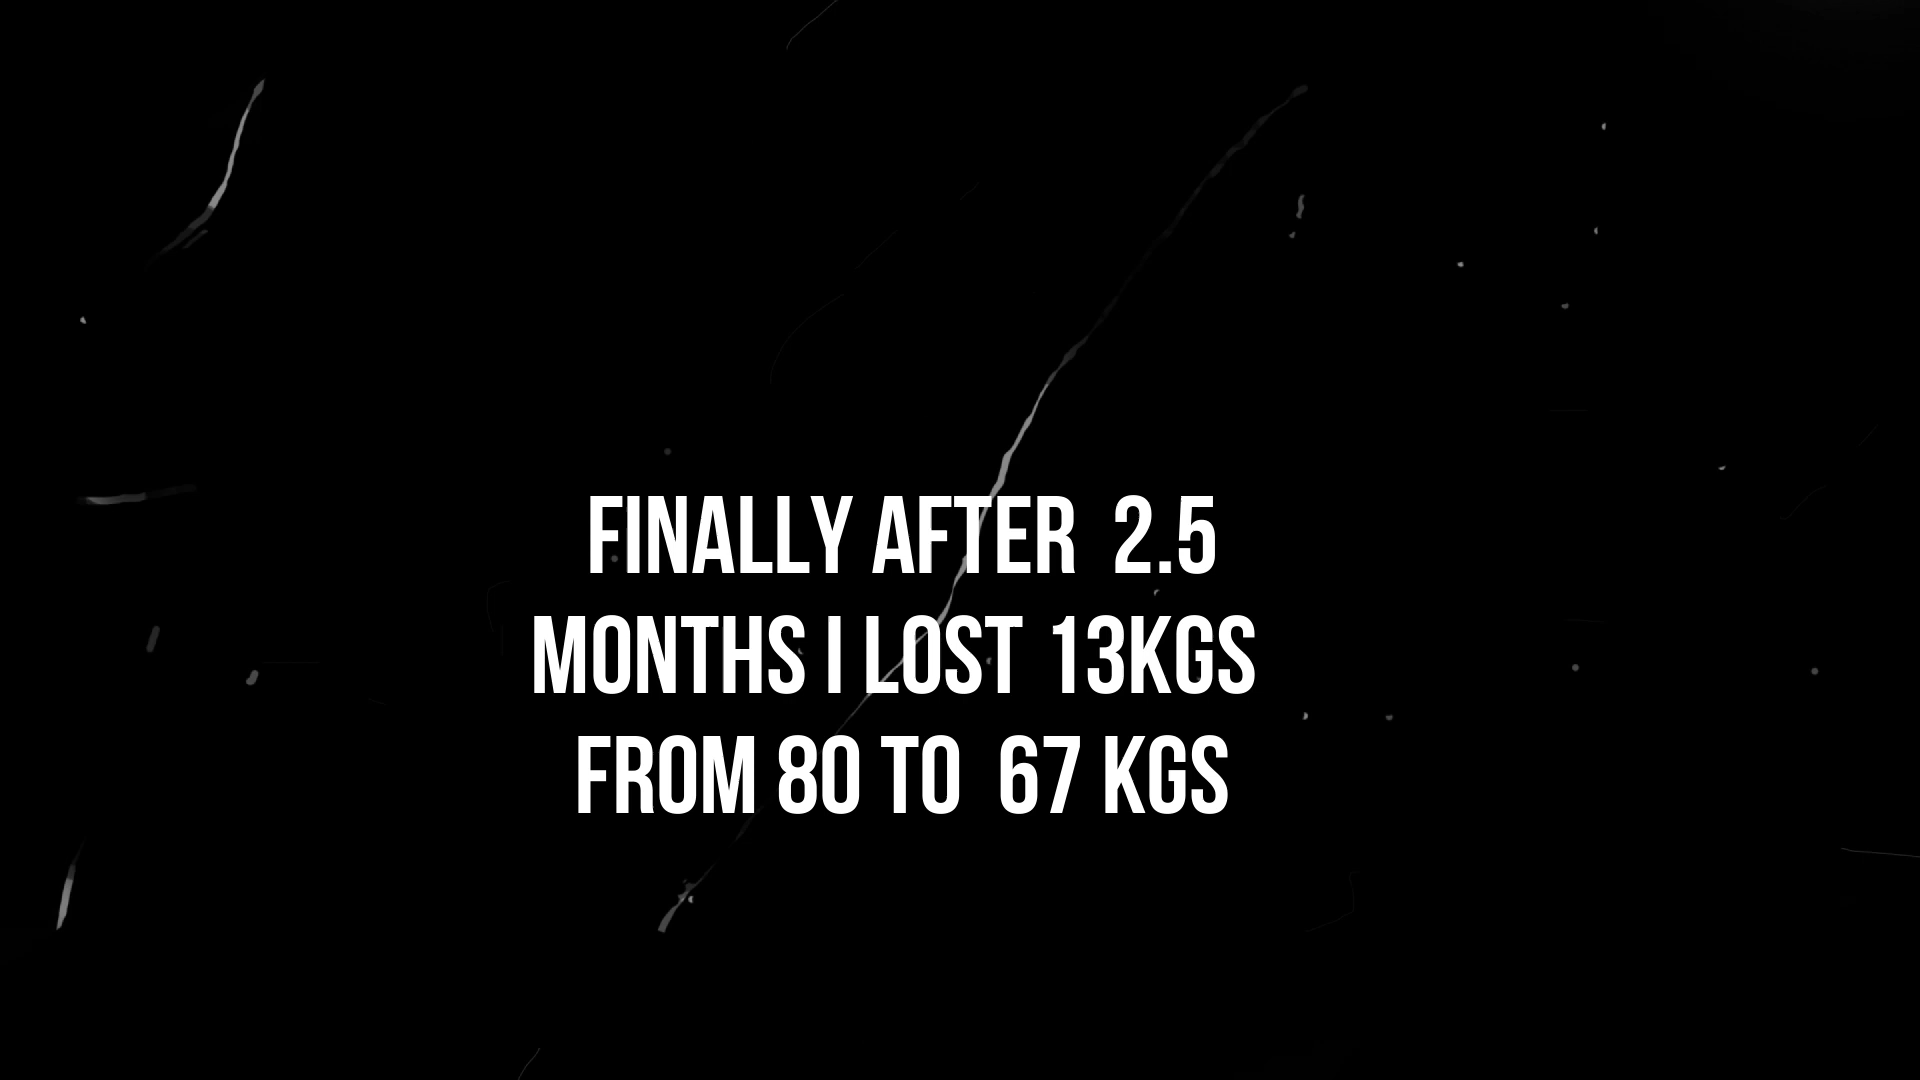 FINALLY AFTER  2.5
MONTHS I LOST 13KGS
FROM 80 TO  67 KGS